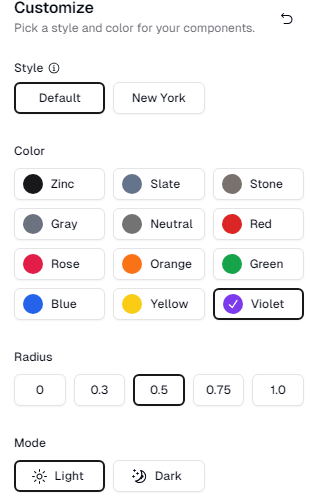 Customize
Pick a style and color for your components.
Style
Default New York
Color
Zinc Slate Stone
Gray Neutral Red
Rose Orange Green
Blue Yellow Violet
Radius
0 0.3 0.5 0.75 1.0
Mode
Light Dark